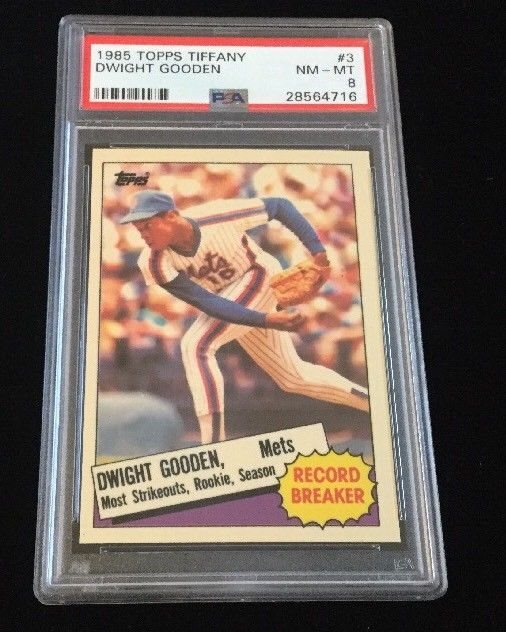 1985 TOPPS TIFFANY #3
DWIGHT GOODEN NM - MT
8
PSA 28564716
Topps
Mets
16
DWIGHT GOODEN, Mets
Most Strikeouts, Rookie, Season
RECORD
BREAKER